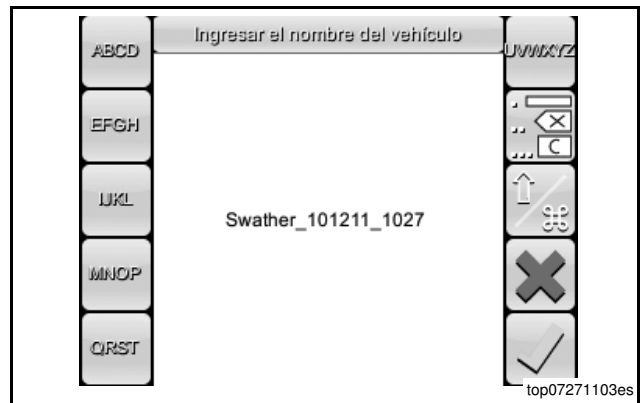 Ingresar el nombre del vehículo
ABCD
UVWXYZ
EFGH
. 
..
... C
IJKL
Swather_101211_1027
MNOP
QRST
top07271103es